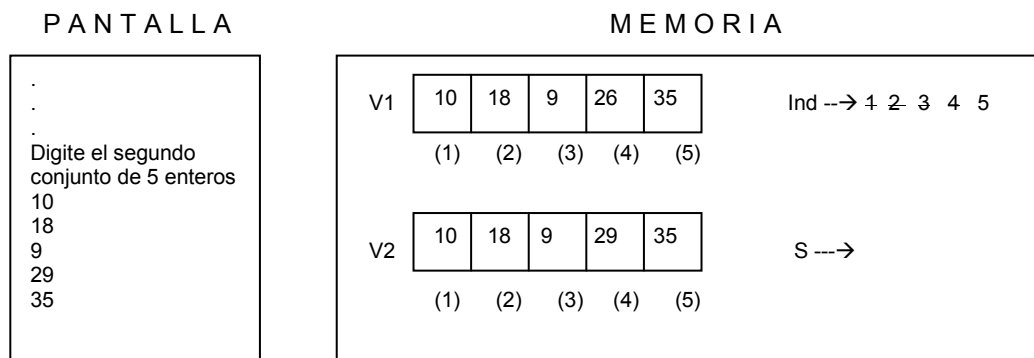 P A N T A L L A
M E M O R I A
.
.
.
Digite el segundo
conjunto de 5 enteros
10
18
9
29
35
V1 10 18 9 26 35 Ind --→ 1 2 3 4 5
(1) (2) (3) (4) (5)
V2 10 18 9 29 35 S ---→
(1) (2) (3) (4) (5)